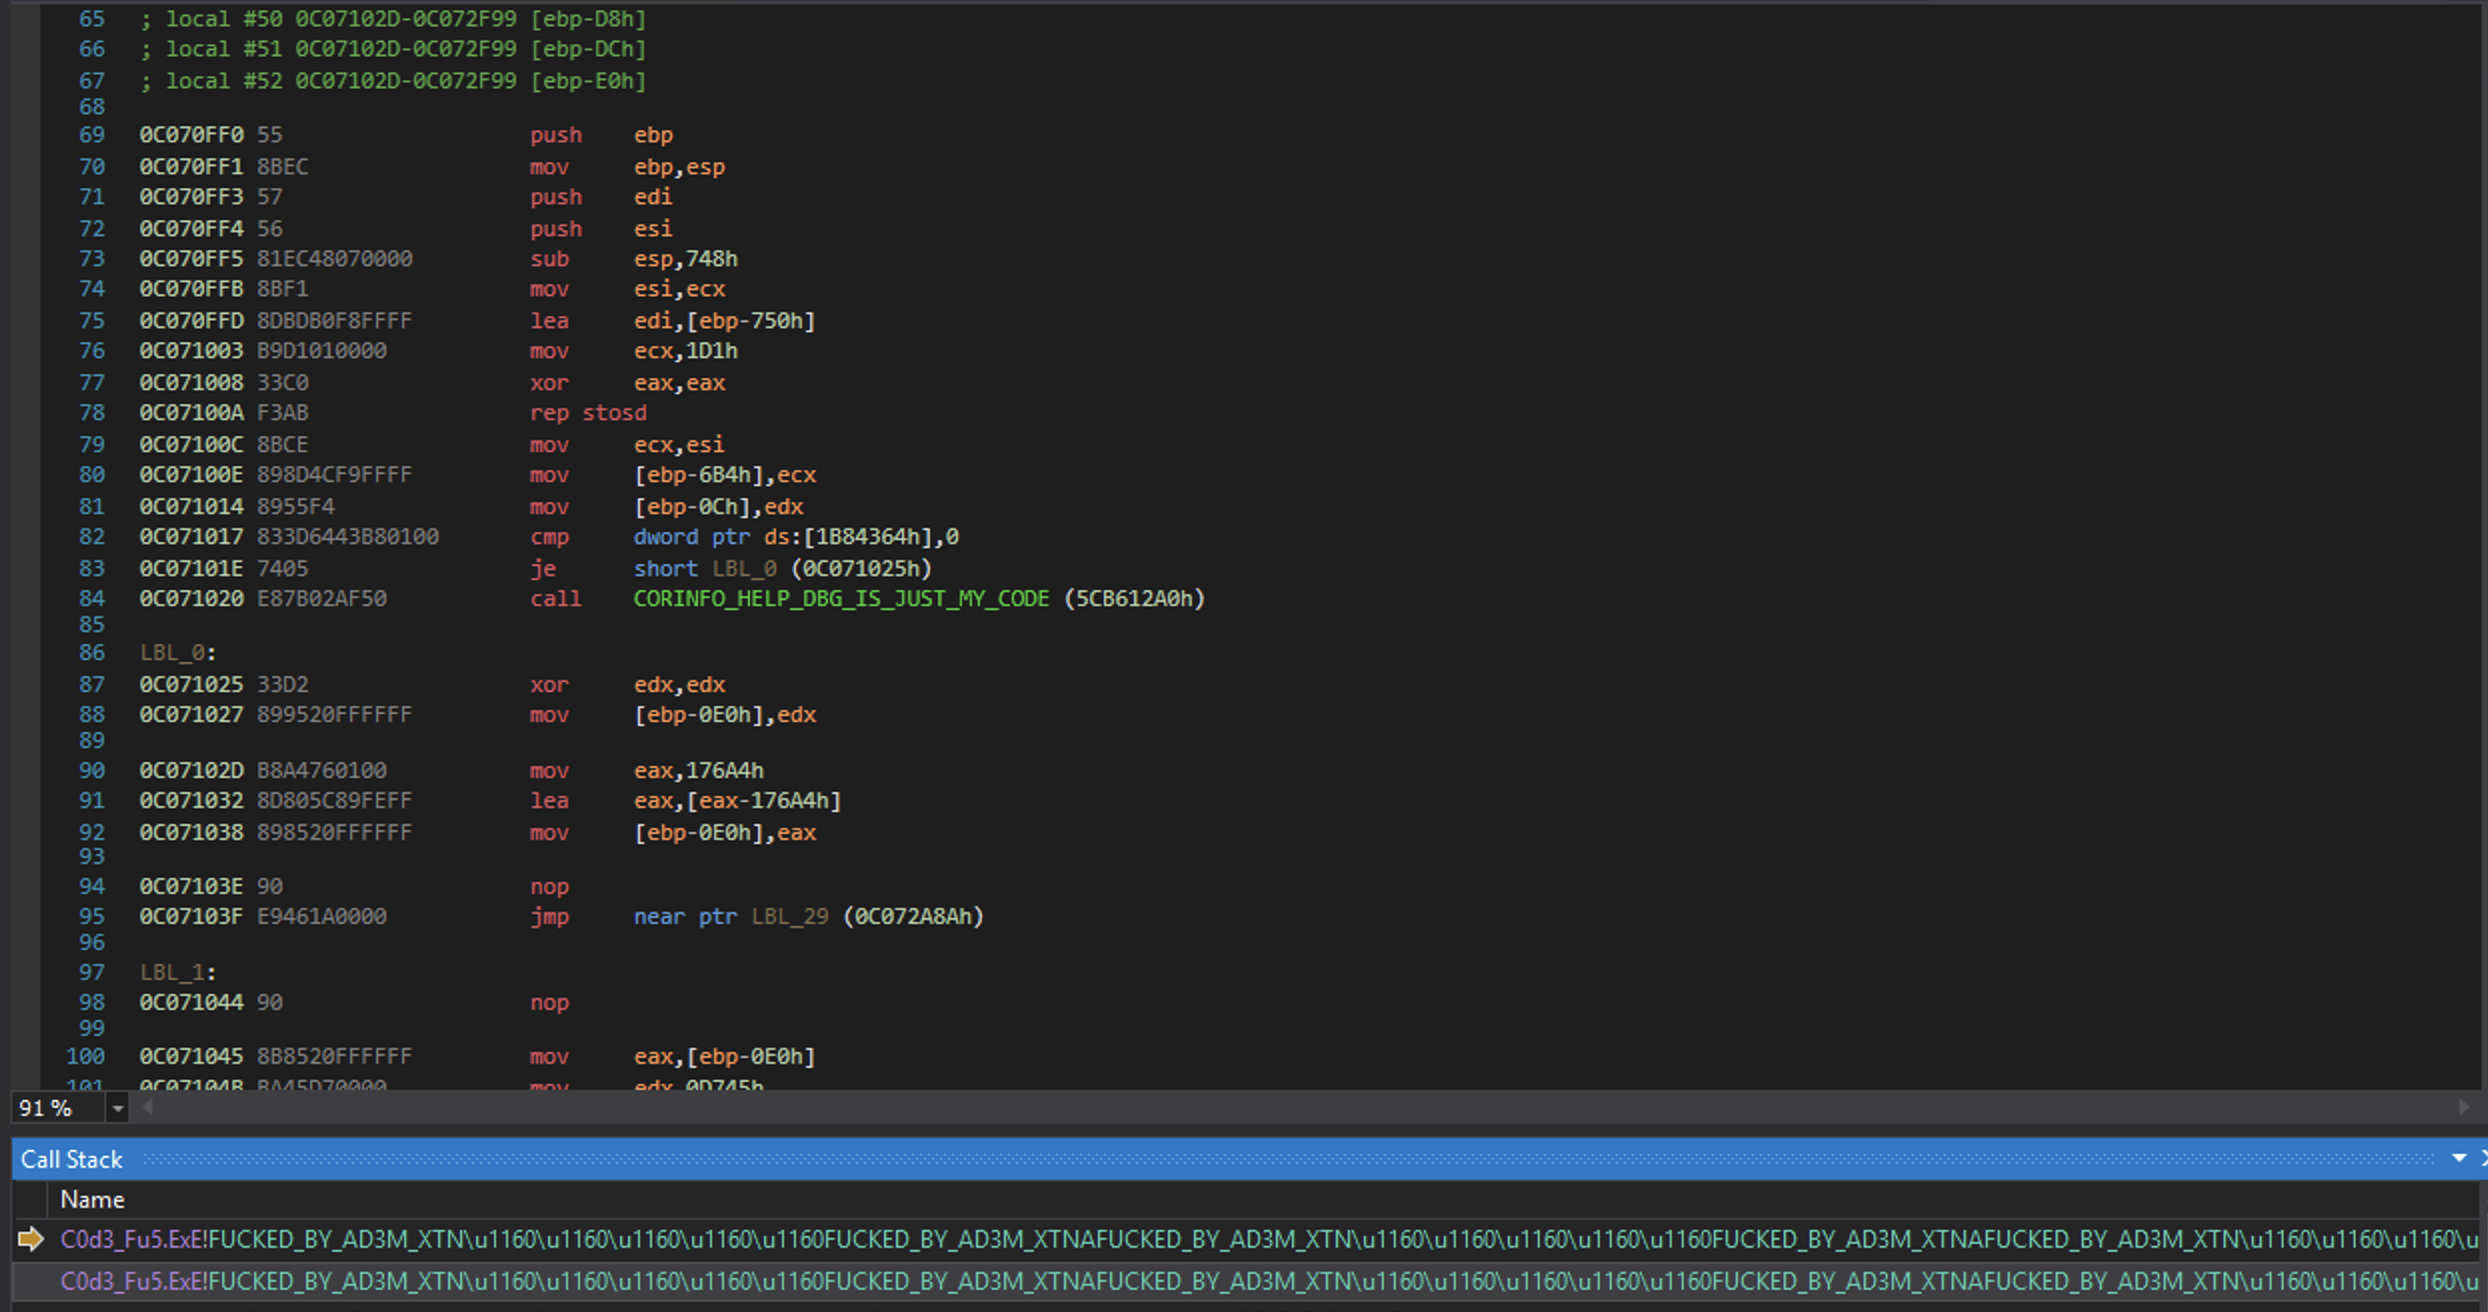 65 ; local #50 0C07102D-0C072F99 [ebp-D8h]
66 ; local #51 0C07102D-0C072F99 [ebp-DCh]
67 ; local #52 0C07102D-0C072F99 [ebp-E0h]
68
69 0C070FF0 55 push ebp
70 0C070FF1 8BEC mov ebp,esp
71 0C070FF3 57 push edi
72 0C070FF4 56 push esi
73 0C070FF5 81EC48070000 sub esp,748h
74 0C070FFB 8BF1 mov esi,ecx
75 0C070FFD 8DBDB0F8FFFF lea edi,[ebp-750h]
76 0C071003 B9D1010000 mov ecx,1D1h
77 0C071008 33C0 xor eax,eax
78 0C07100A F3AB rep stosd
79 0C07100C 8BCE mov ecx,esi
80 0C07100E 898D4CF9FFFF mov [ebp-6B4h],ecx
81 0C071014 8955F4 mov [ebp-0Ch],edx
82 0C071017 833D6443B80100 cmp dword ptr ds:[1B84364h],0
83 0C07101E 7405 je short LBL_0 (0C071025h)
84 0C071020 E87B02AF50 call CORINFO_HELP_DBG_IS_JUST_MY_CODE (5CB612A0h)
85
86 LBL_0:
87 0C071025 33D2 xor edx,edx
88 0C071027 899520FFFFFF mov [ebp-0E0h],edx
89
90 0C07102D B8A4760100 mov eax,176A4h
91 0C071032 8D805C89FEFF lea eax,[eax-176A4h]
92 0C071038 898520FFFFFF mov [ebp-0E0h],eax
93
94 0C07103E 90 nop
95 0C07103F E9461A0000 jmp near ptr LBL_29 (0C072A8Ah)
96
97 LBL_1:
98 0C071044 90 nop
99
100 0C071045 8B8520FFFFFF mov eax,[ebp-0E0h]
101 0C07104B BA45D70000 mov edx,0D745h
91 %
Call Stack
Name
C0d3_Fu5.ExE!FUCKED_BY_AD3M_XTN\u1160\u1160\u1160\u1160\u1160FUCKED_BY_AD3M_XTNAFUCKED_BY_AD3M_XTN\u1160\u1160\u1160\u1160\u1160FUCKED_BY_AD3M_XTNAFUCKED_BY_AD3M_XTN\u1160\u1160\u1160\u
C0d3_Fu5.ExE!FUCKED_BY_AD3M_XTN\u1160\u1160\u1160\u1160\u1160FUCKED_BY_AD3M_XTNAFUCKED_BY_AD3M_XTN\u1160\u1160\u1160\u1160\u1160FUCKED_BY_AD3M_XTNAFUCKED_BY_AD3M_XTN\u1160\u1160\u1160\u